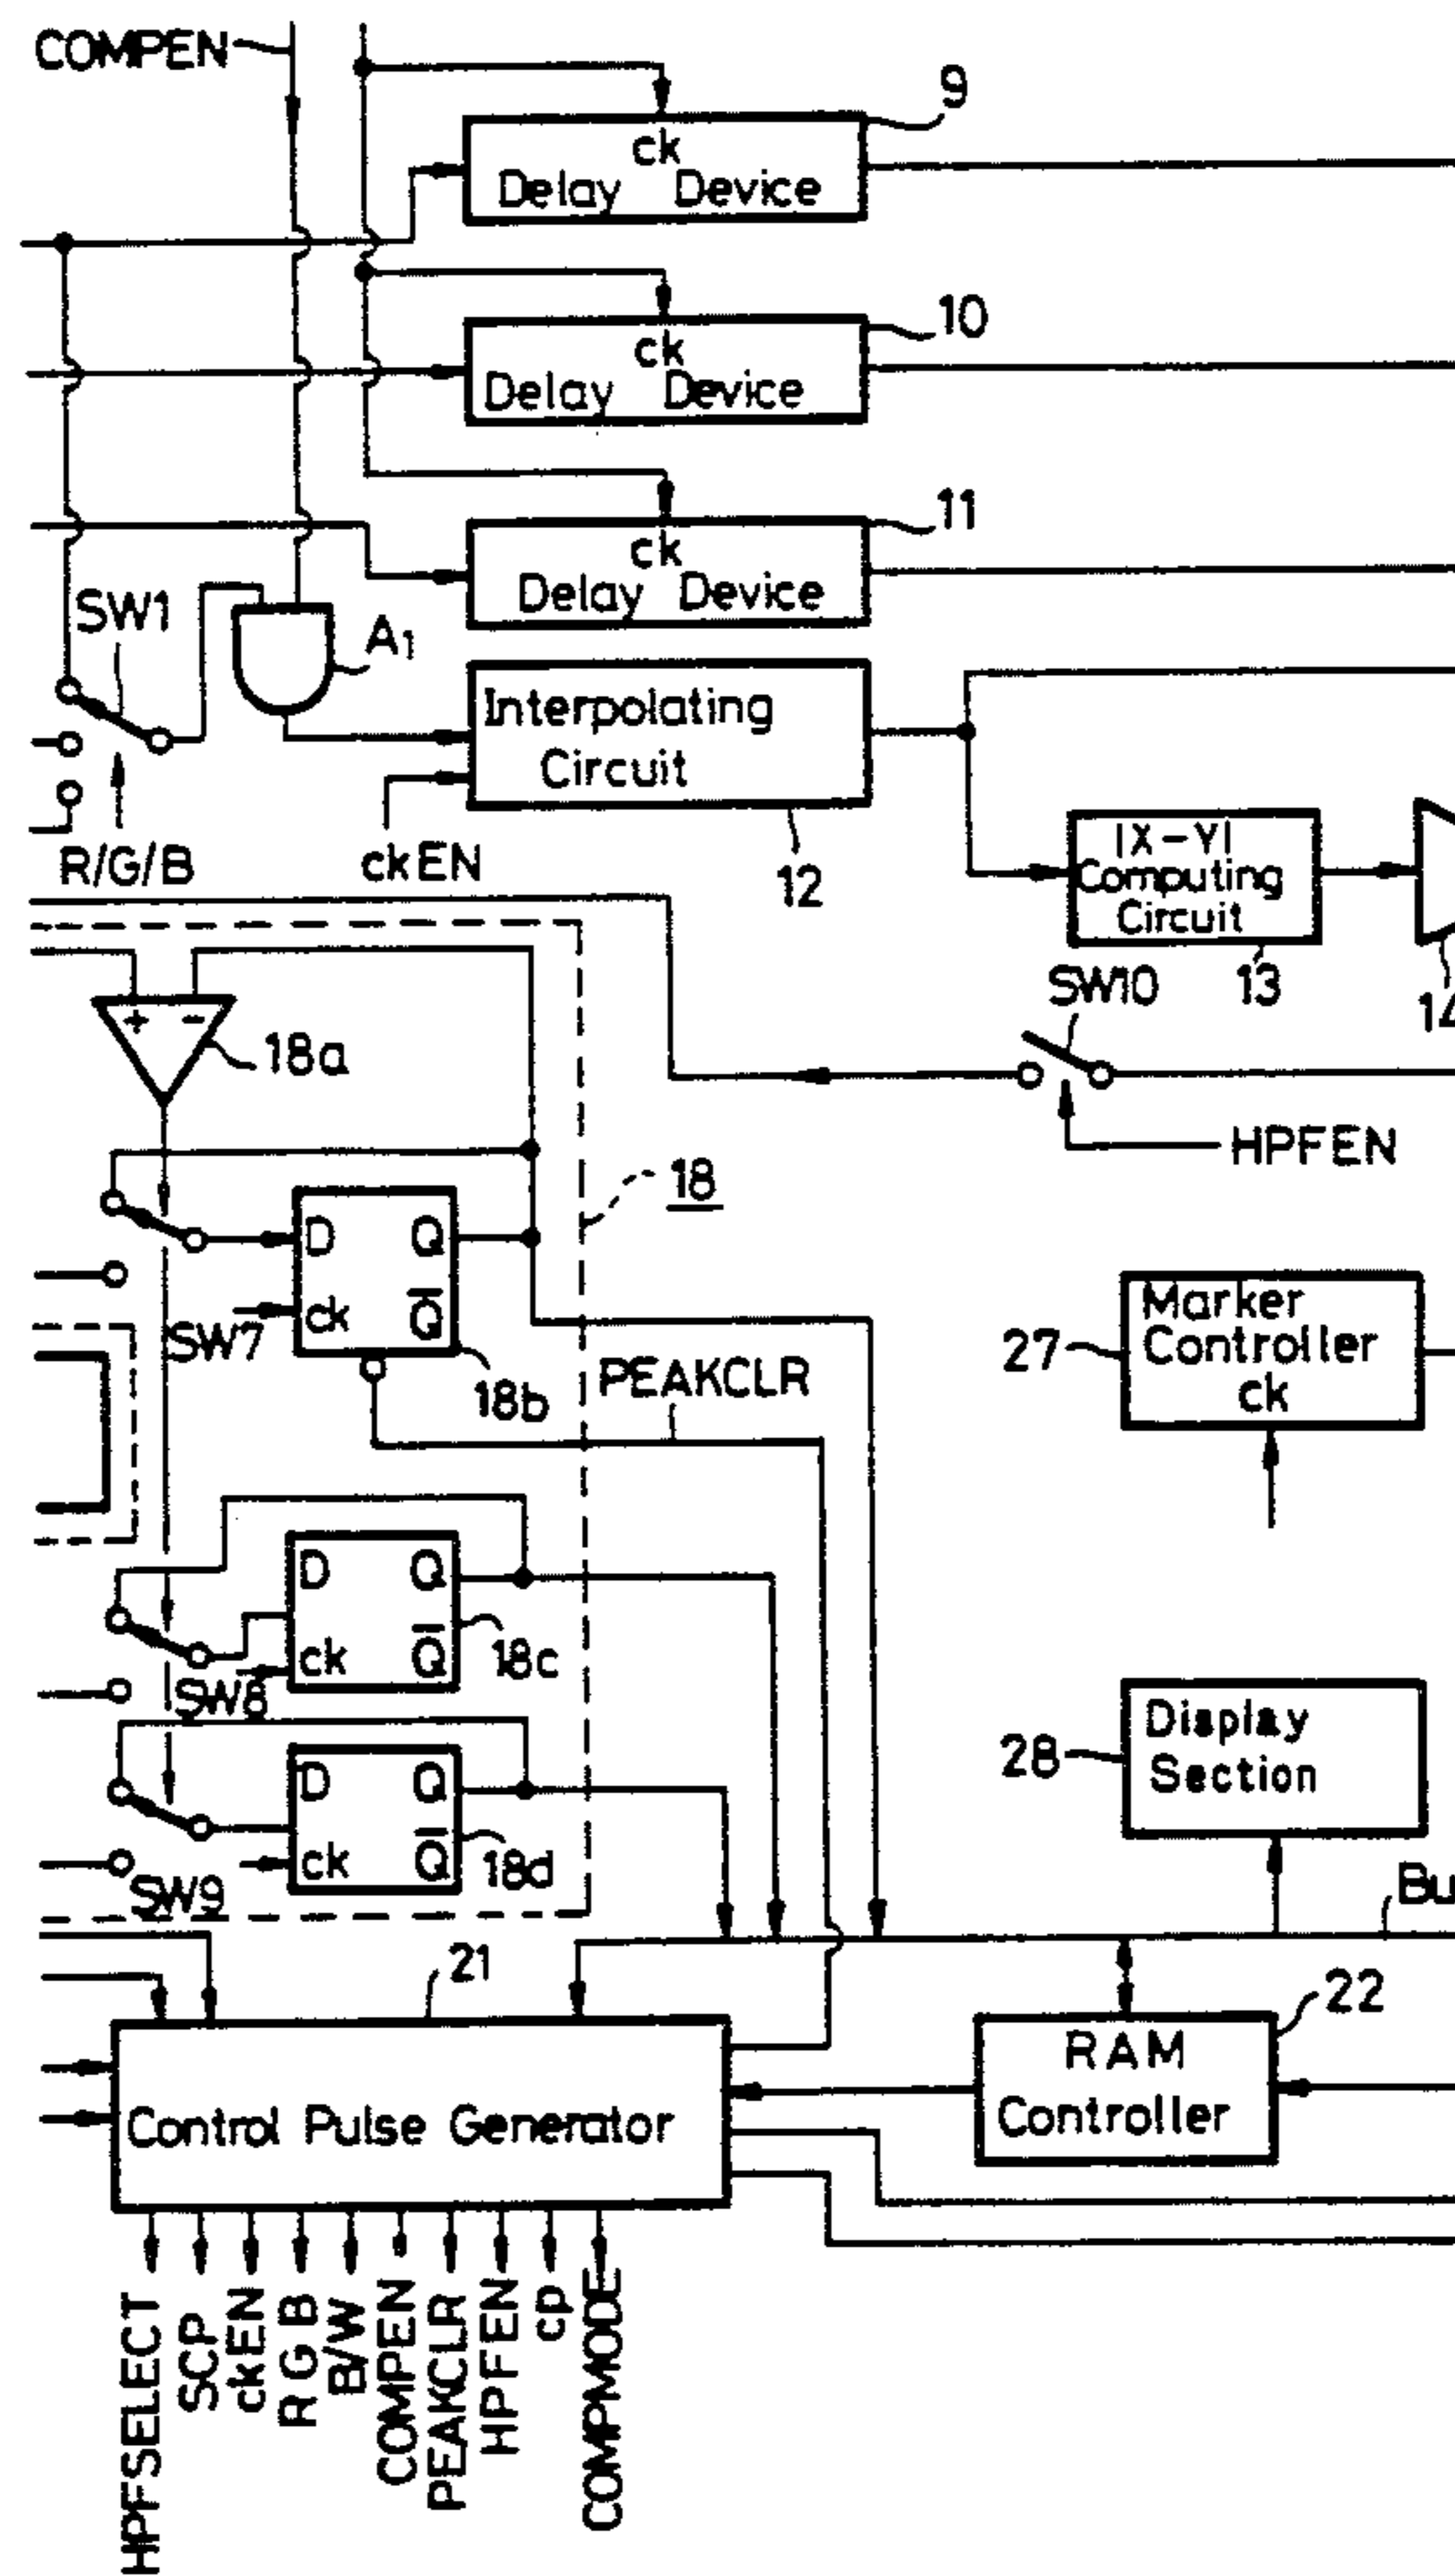 COMPEN
9
ck
Delay Device
10
ck
Delay Device
11
ck
Delay Device
SW1
A1
Interpolating
Circuit
R/G/B
ckEN
12
|X-Y|
Computing
Circuit
13
14
SW10
+ -
18a
HPFEN
18
D Q
ck Q̅
SW7
18b
PEAKCLR
Marker
Controller
ck
27
D Q
ck Q̅
18c
SW8
Display
Section
28
D Q
ck Q̅
18d
SW9
Bu
21
22
RAM
Controller
Control Pulse Generator
HPFSELECT
SCP
ckEN
R G B
B/W
COMPEN
PEAKCLR
HPFEN
cp
COMPMODE